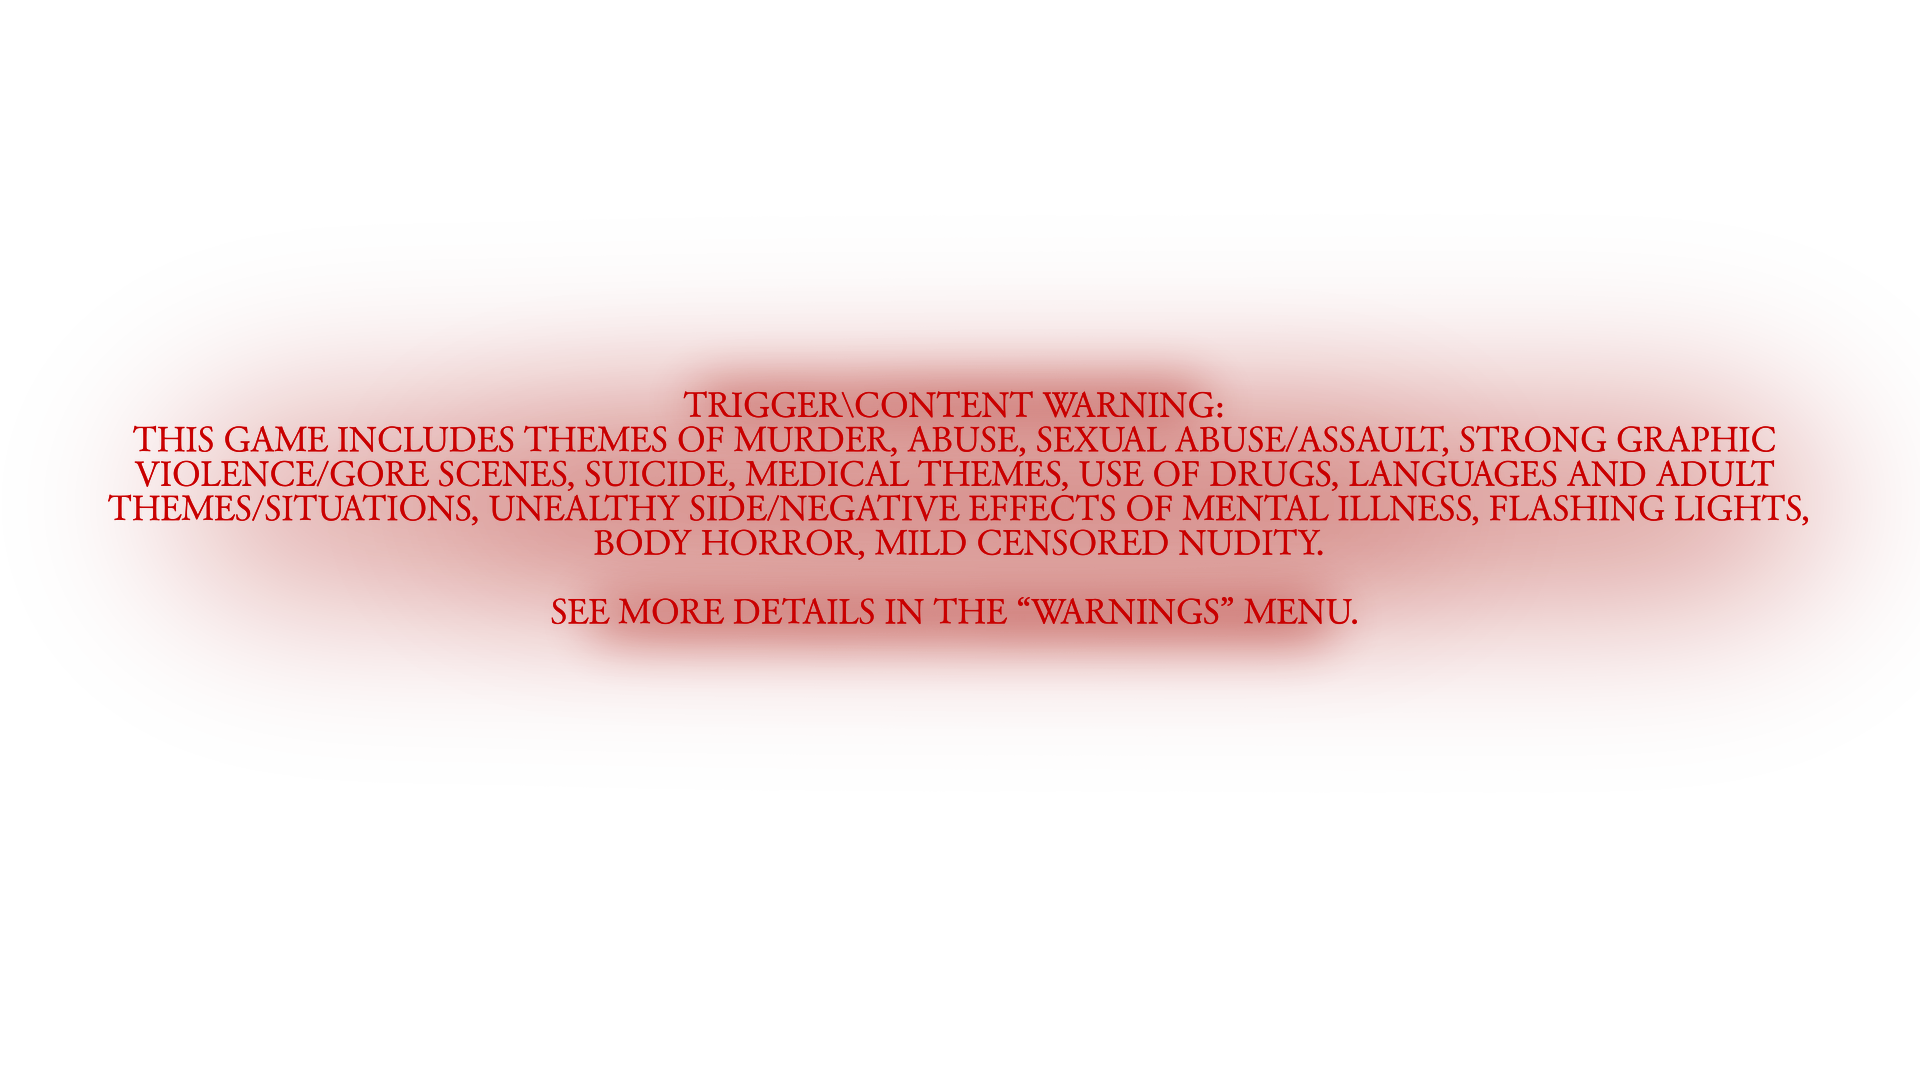 TRIGGER\CONTENT WARNING:
THIS GAME INCLUDES THEMES OF MURDER, ABUSE, SEXUAL ABUSE/ASSAULT, STRONG GRAPHIC
VIOLENCE/GORE SCENES, SUICIDE, MEDICAL THEMES, USE OF DRUGS, LANGUAGES AND ADULT
THEMES/SITUATIONS, UNEALTHY SIDE/NEGATIVE EFFECTS OF MENTAL ILLNESS, FLASHING LIGHTS,
BODY HORROR, MILD CENSORED NUDITY.
SEE MORE DETAILS IN THE “WARNINGS” MENU.